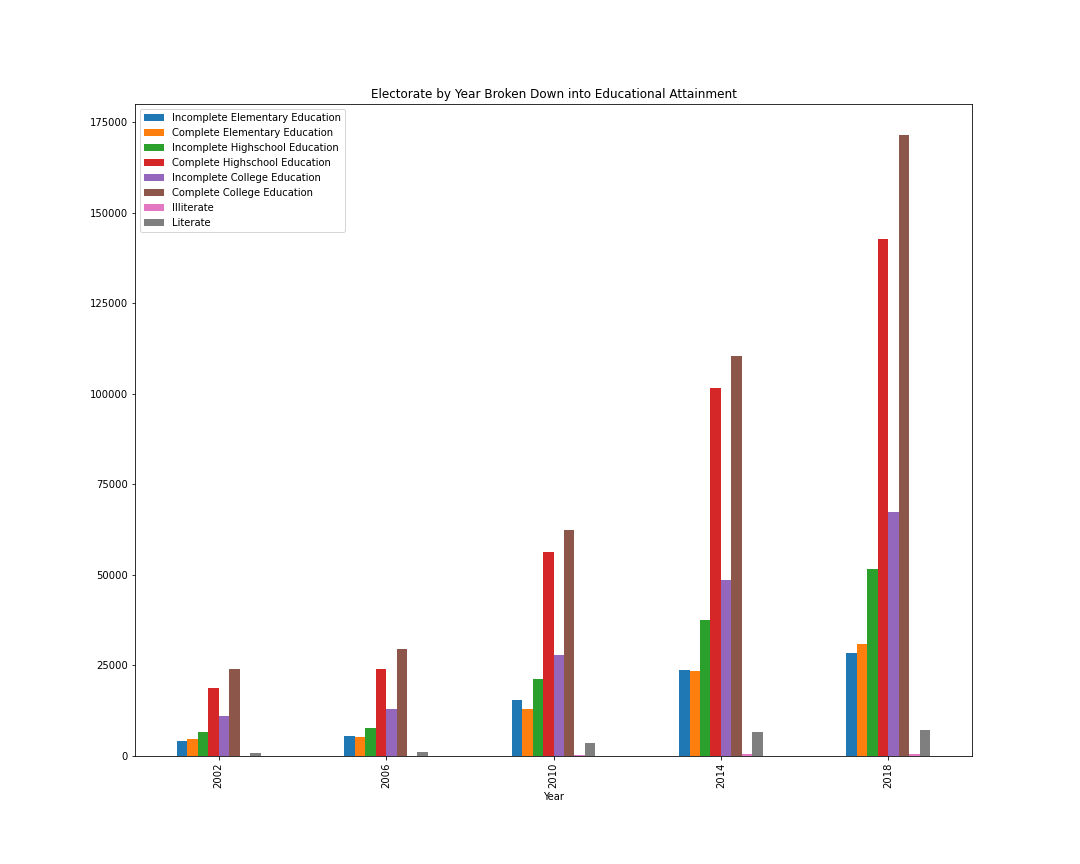 Electorate by Year Broken Down into Educational Attainment
175000
150000
125000
100000
75000
50000
25000
0
Incomplete Elementary Education
Complete Elementary Education
Incomplete Highschool Education
Complete Highschool Education
Incomplete College Education
Complete College Education
Illiterate
Literate
2002
2006
2010
2014
2018
Year